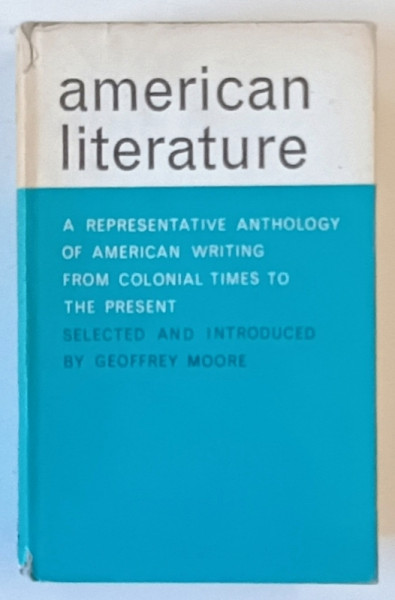 american
literature
A REPRESENTATIVE ANTHOLOGY
OF AMERICAN WRITING
FROM COLONIAL TIMES TO
THE PRESENT
SELECTED AND INTRODUCED
BY GEOFFREY MOORE